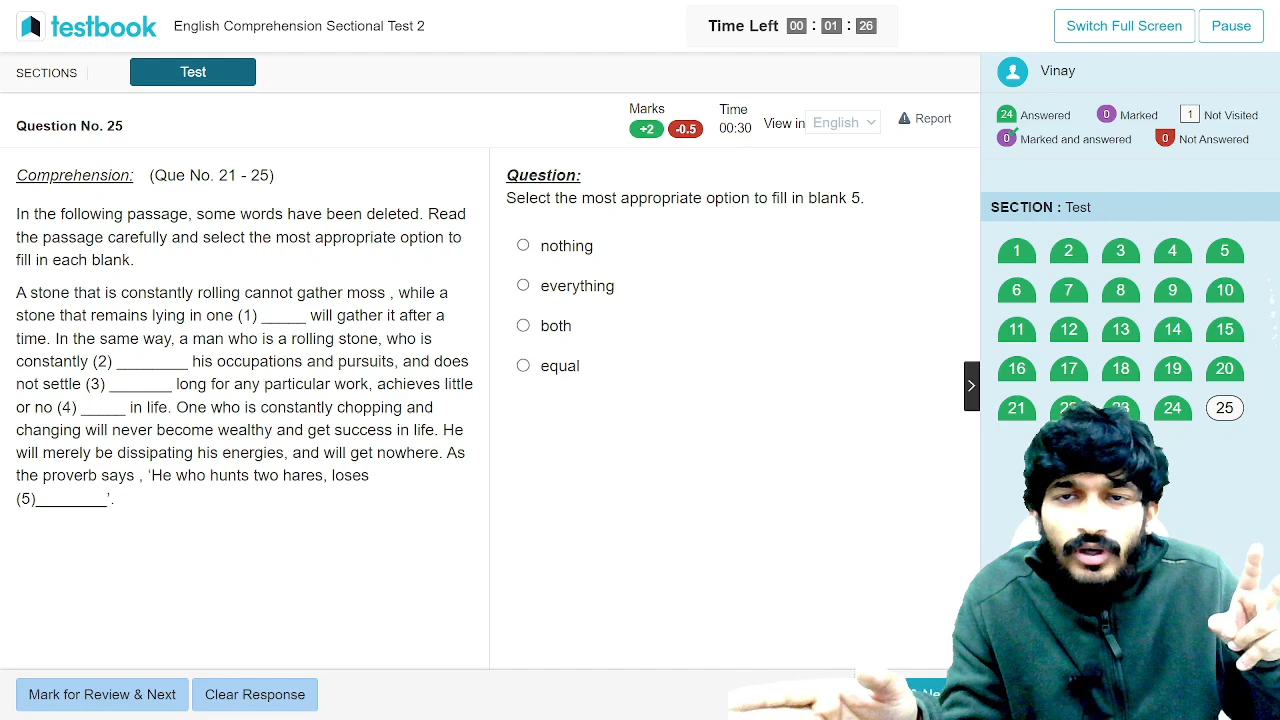 testbook English Comprehension Sectional Test 2 Time Left 00 : 01 : 26 Switch Full Screen Pause
SECTIONS Test
Vinay
Question No. 25
Marks
+2 -0.5
Time
00:30
View in English
Report
24 Answered 0 Marked 1 Not Visited
0 Marked and answered 0 Not Answered
Comprehension: (Que No. 21 - 25)
In the following passage, some words have been deleted. Read
the passage carefully and select the most appropriate option to
fill in each blank.
A stone that is constantly rolling cannot gather moss , while a
stone that remains lying in one (1) _____ will gather it after a
time. In the same way, a man who is a rolling stone, who is
constantly (2) ________ his occupations and pursuits, and does
not settle (3) _______ long for any particular work, achieves little
or no (4) _____ in life. One who is constantly chopping and
changing will never become wealthy and get success in life. He
will merely be dissipating his energies, and will get nowhere. As
the proverb says , ‘He who hunts two hares, loses
(5)________’.
Question:
Select the most appropriate option to fill in blank 5.
nothing
everything
both
equal
SECTION : Test
1 2 3 4 5
6 7 8 9 10
11 12 13 14 15
16 17 18 19 20
21 24 25
Mark for Review & Next Clear Response